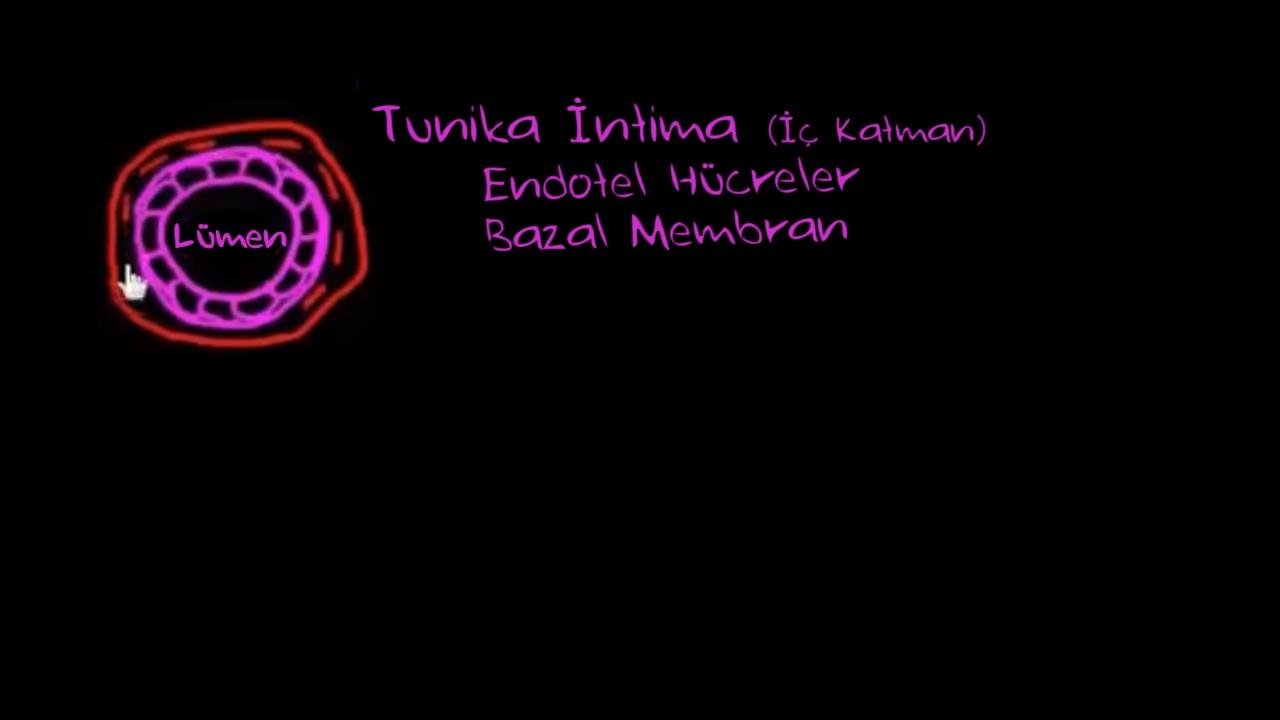 Tunika İntima (İç Katman)
Endotel Hücreler
Bazal Membran
Lümen